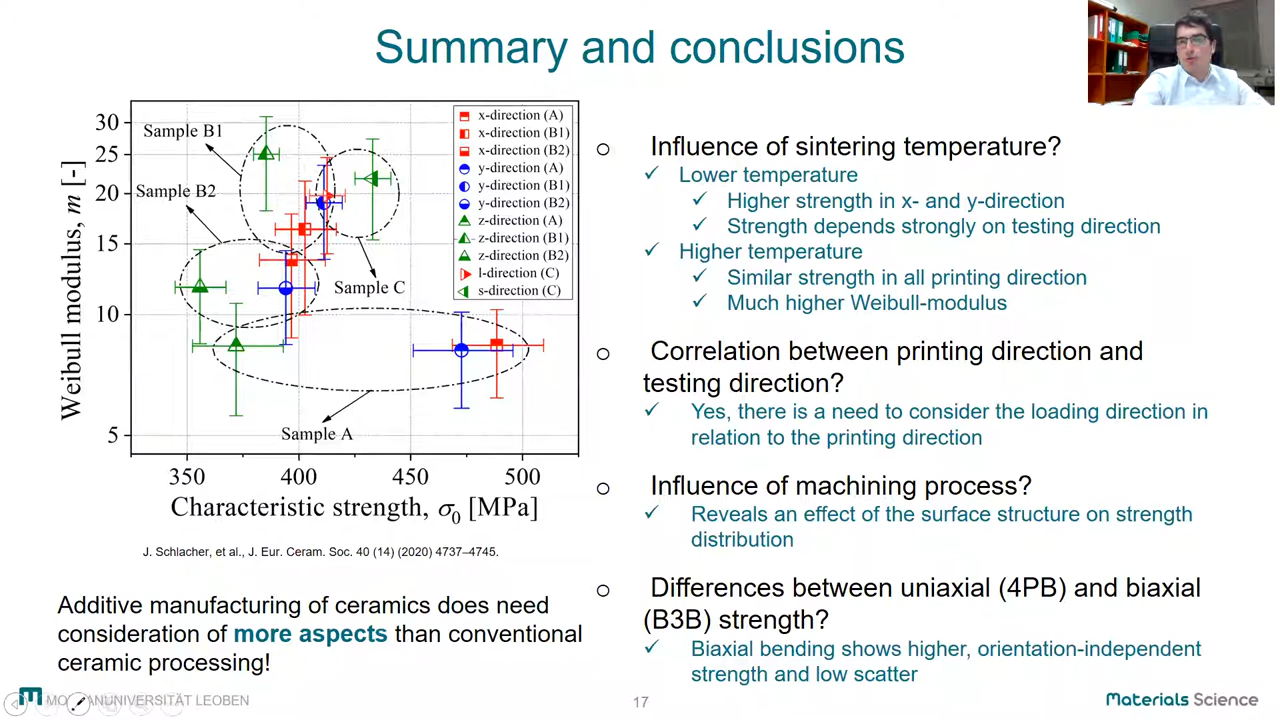 Summary and conclusions
30
25
20
15
10
5
Weibull modulus, m [-]
350
400
450
500
Characteristic strength, σ0 [MPa]
Sample B1
Sample B2
Sample C
Sample A
x-direction (A)
x-direction (B1)
x-direction (B2)
y-direction (A)
y-direction (B1)
y-direction (B2)
z-direction (A)
z-direction (B1)
z-direction (B2)
l-direction (C)
s-direction (C)
J. Schlacher, et al., J. Eur. Ceram. Soc. 40 (14) (2020) 4737–4745.
Additive manufacturing of ceramics does need
consideration of more aspects than conventional
ceramic processing!
Influence of sintering temperature?
Lower temperature
Higher strength in x- and y-direction
Strength depends strongly on testing direction
Higher temperature
Similar strength in all printing direction
Much higher Weibull-modulus
Correlation between printing direction and
testing direction?
Yes, there is a need to consider the loading direction in
relation to the printing direction
Influence of machining process?
Reveals an effect of the surface structure on strength
distribution
Differences between uniaxial (4PB) and biaxial
(B3B) strength?
Biaxial bending shows higher, orientation-independent
strength and low scatter
LEOBEN
17
Materials Science